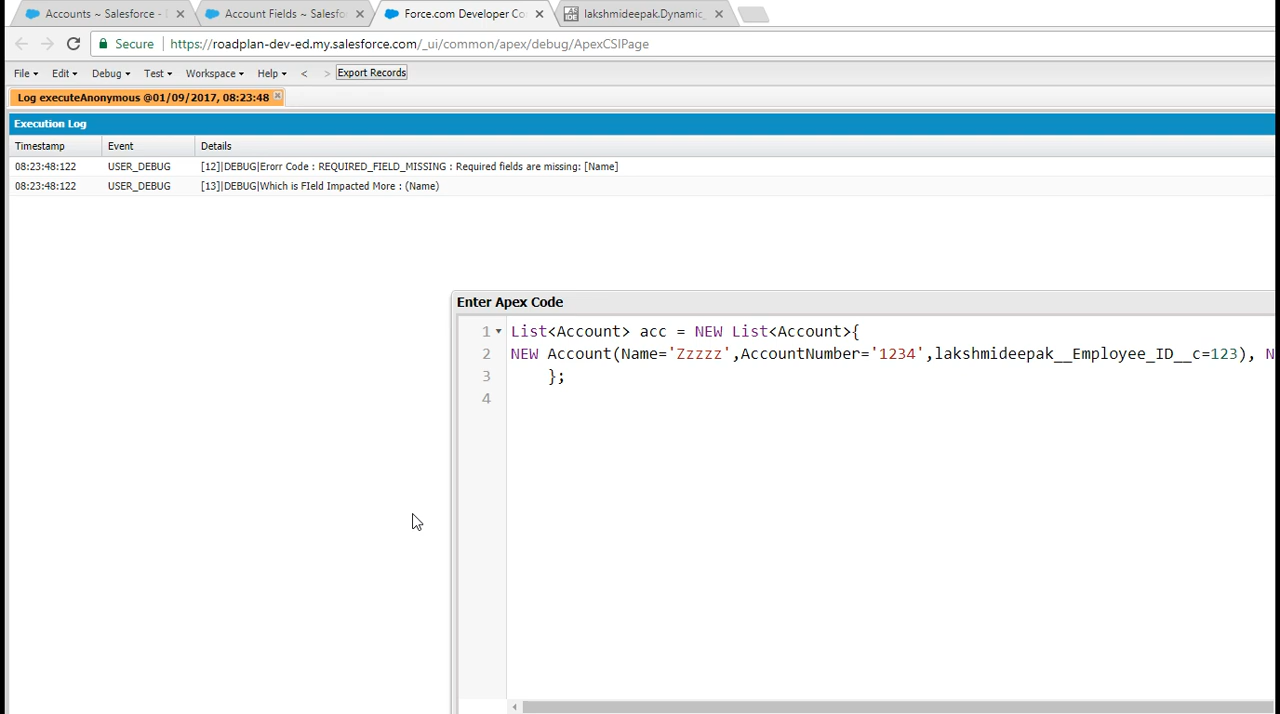 Accounts ~ Salesforce -
Account Fields ~ Salesfo
Force.com Developer Co
lakshmideepak.Dynamic_
Secure
https://roadplan-dev-ed.my.salesforce.com/_ui/common/apex/debug/ApexCSIPage
File Edit Debug Test Workspace Help < > Export Records
Log executeAnonymous @01/09/2017, 08:23:48
Execution Log
Timestamp Event Details
08:23:48:122 USER_DEBUG [12]|DEBUG|Erorr Code : REQUIRED_FIELD_MISSING : Required fields are missing: [Name]
08:23:48:122 USER_DEBUG [13]|DEBUG|Which is FIeld Impacted More : (Name)
Enter Apex Code
1 List<Account> acc = NEW List<Account>{
2 NEW Account(Name='Zzzzz',AccountNumber='1234',lakshmideepak__Employee_ID__c=123), N
3 };
4